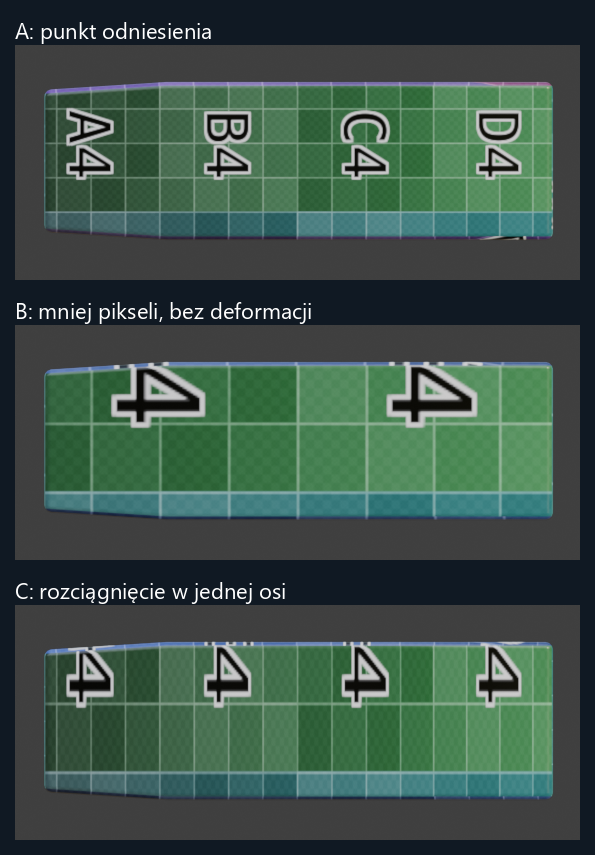 A: punkt odniesienia
A4 B4 C4 D4
B: mniej pikseli, bez deformacji
4 4
C: rozciągnięcie w jednej osi
4 4 4 4